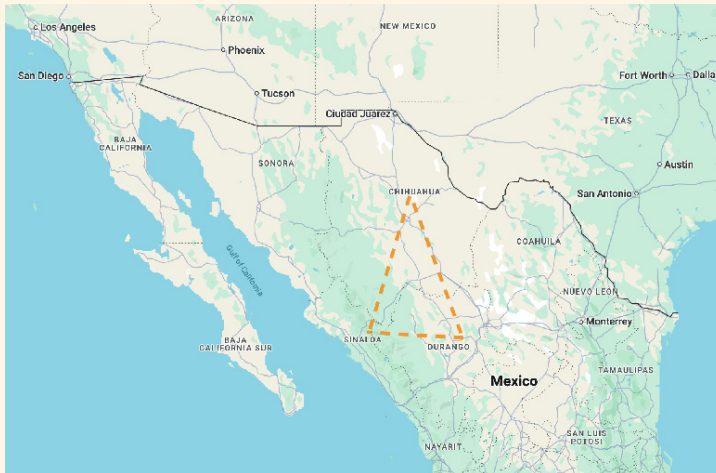 ARIZONA
Los Angeles
NEW MEXICO
Phoenix
San Diego
Fort Worth
Dalla
Tucson
Ciudad Juarez
TEXAS
BAJA
CALIFORNIA
SONORA
Austin
CHIHUAHUA
San Antonio
COAHUILA
Gulf of California
NUEVO LEON
Monterrey
BAJA
CALIFORNIA SUR
SINALOA
DURANGO
TAMAULIPAS
Mexico
SAN LUIS
POTOSI
NAYARIT